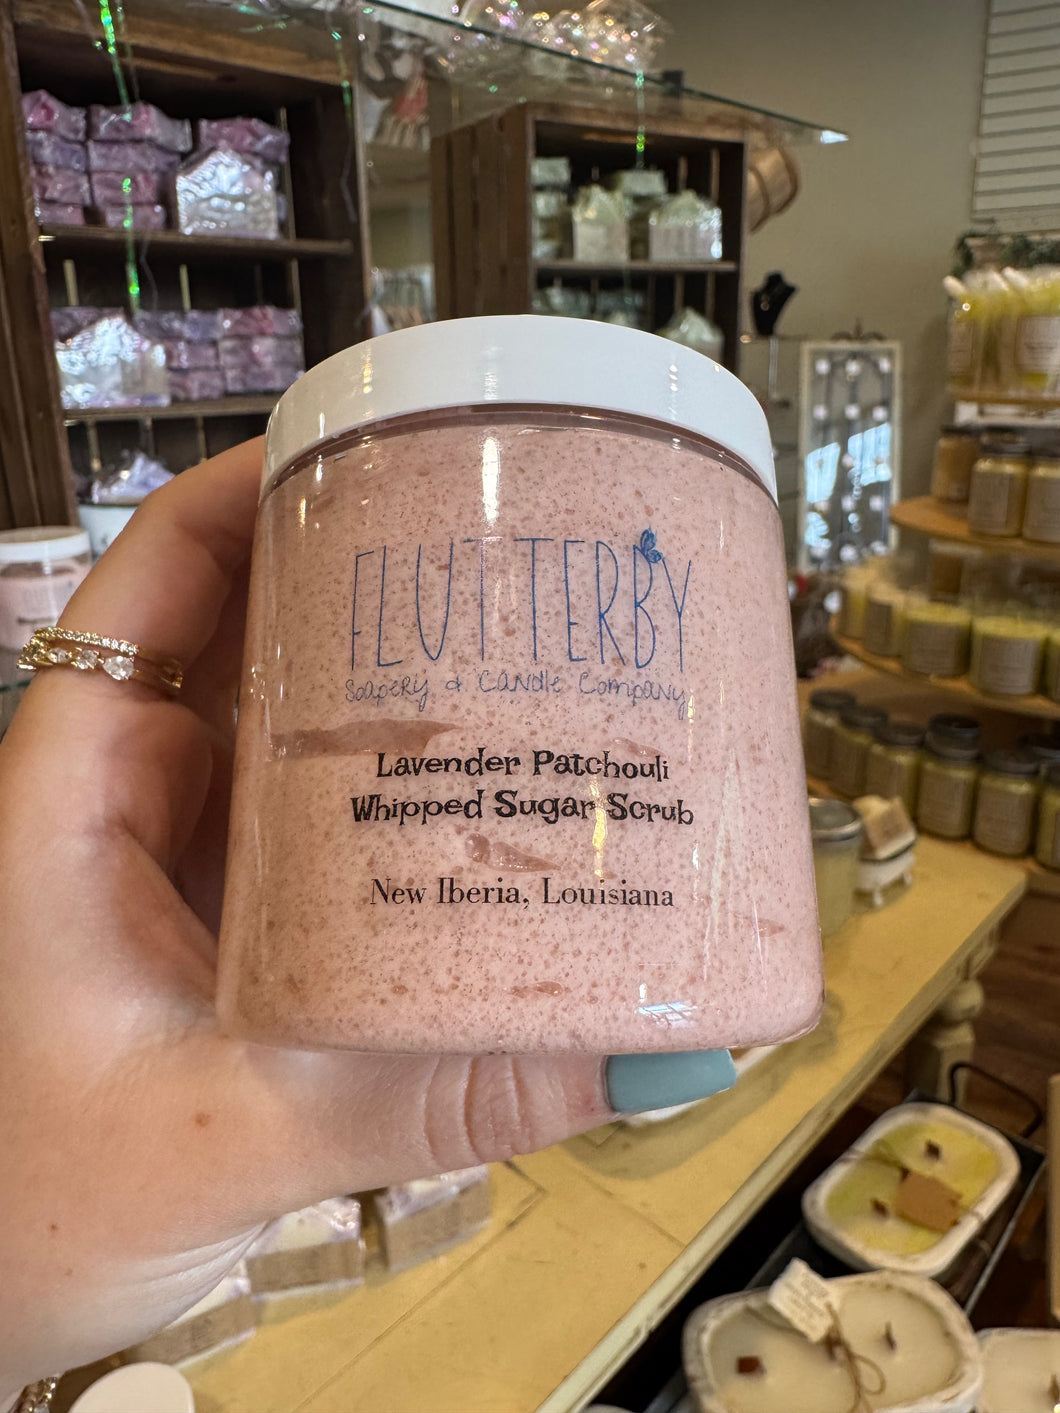 FLUTTERBY
Soapery & Candle Company
Lavender Patchouli
Whipped Sugar Scrub
New Iberia, Louisiana